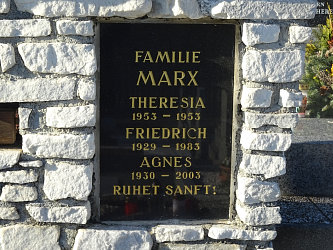 FAMILIE
MARX
THERESIA
1953 – 1953
FRIEDRICH
1929 – 1983
AGNES
1930 – 2003
RUHET SANFT!